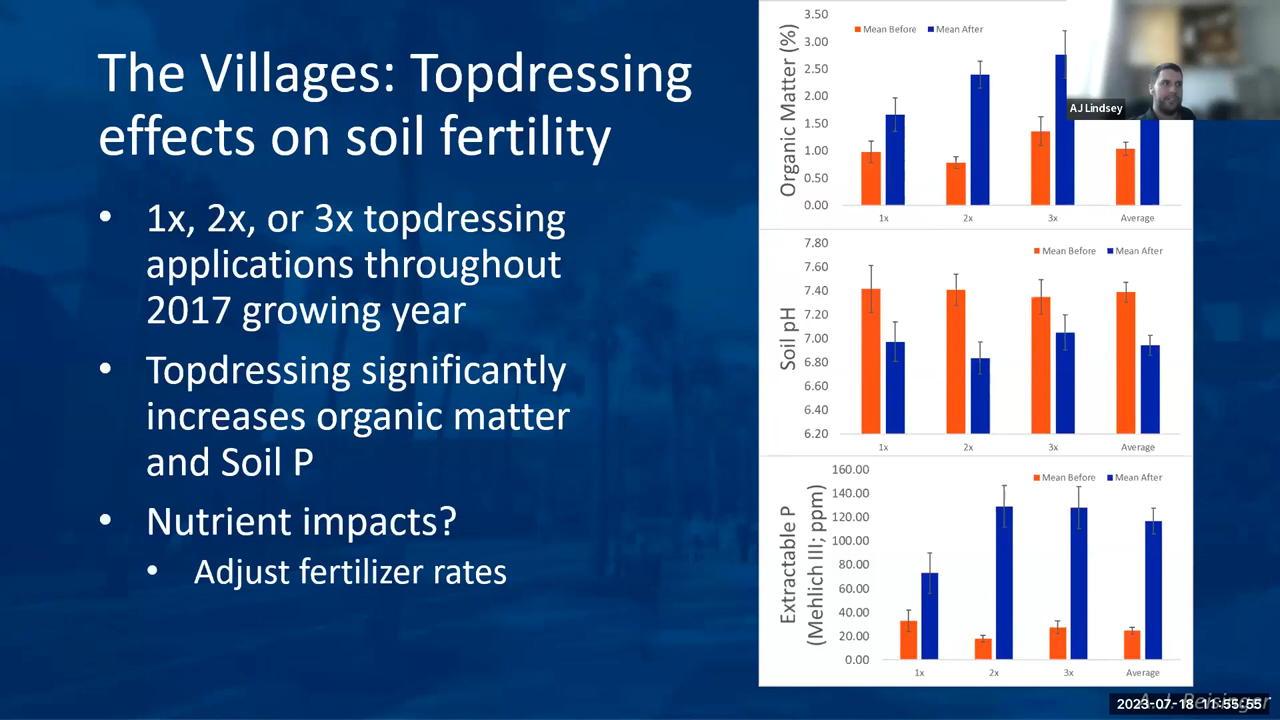 The Villages: Topdressing
effects on soil fertility
• 1x, 2x, or 3x topdressing
applications throughout
2017 growing year
• Topdressing significantly
increases organic matter
and Soil P
• Nutrient impacts?
• Adjust fertilizer rates
Organic Matter (%)
3.50
3.00
2.50
2.00
1.50
1.00
0.50
0.00
Mean Before
Mean After
1x
2x
3x
Average
AJ Lindsey
Soil pH
7.80
7.60
7.40
7.20
7.00
6.80
6.60
6.40
6.20
Mean Before
Mean After
1x
2x
3x
Average
Extractable P
(Mehlich III; ppm)
160.00
140.00
120.00
100.00
80.00
60.00
40.00
20.00
0.00
Mean Before
Mean After
1x
2x
3x
Average
A. J. Reisinger
2023-07-18 11:55:55